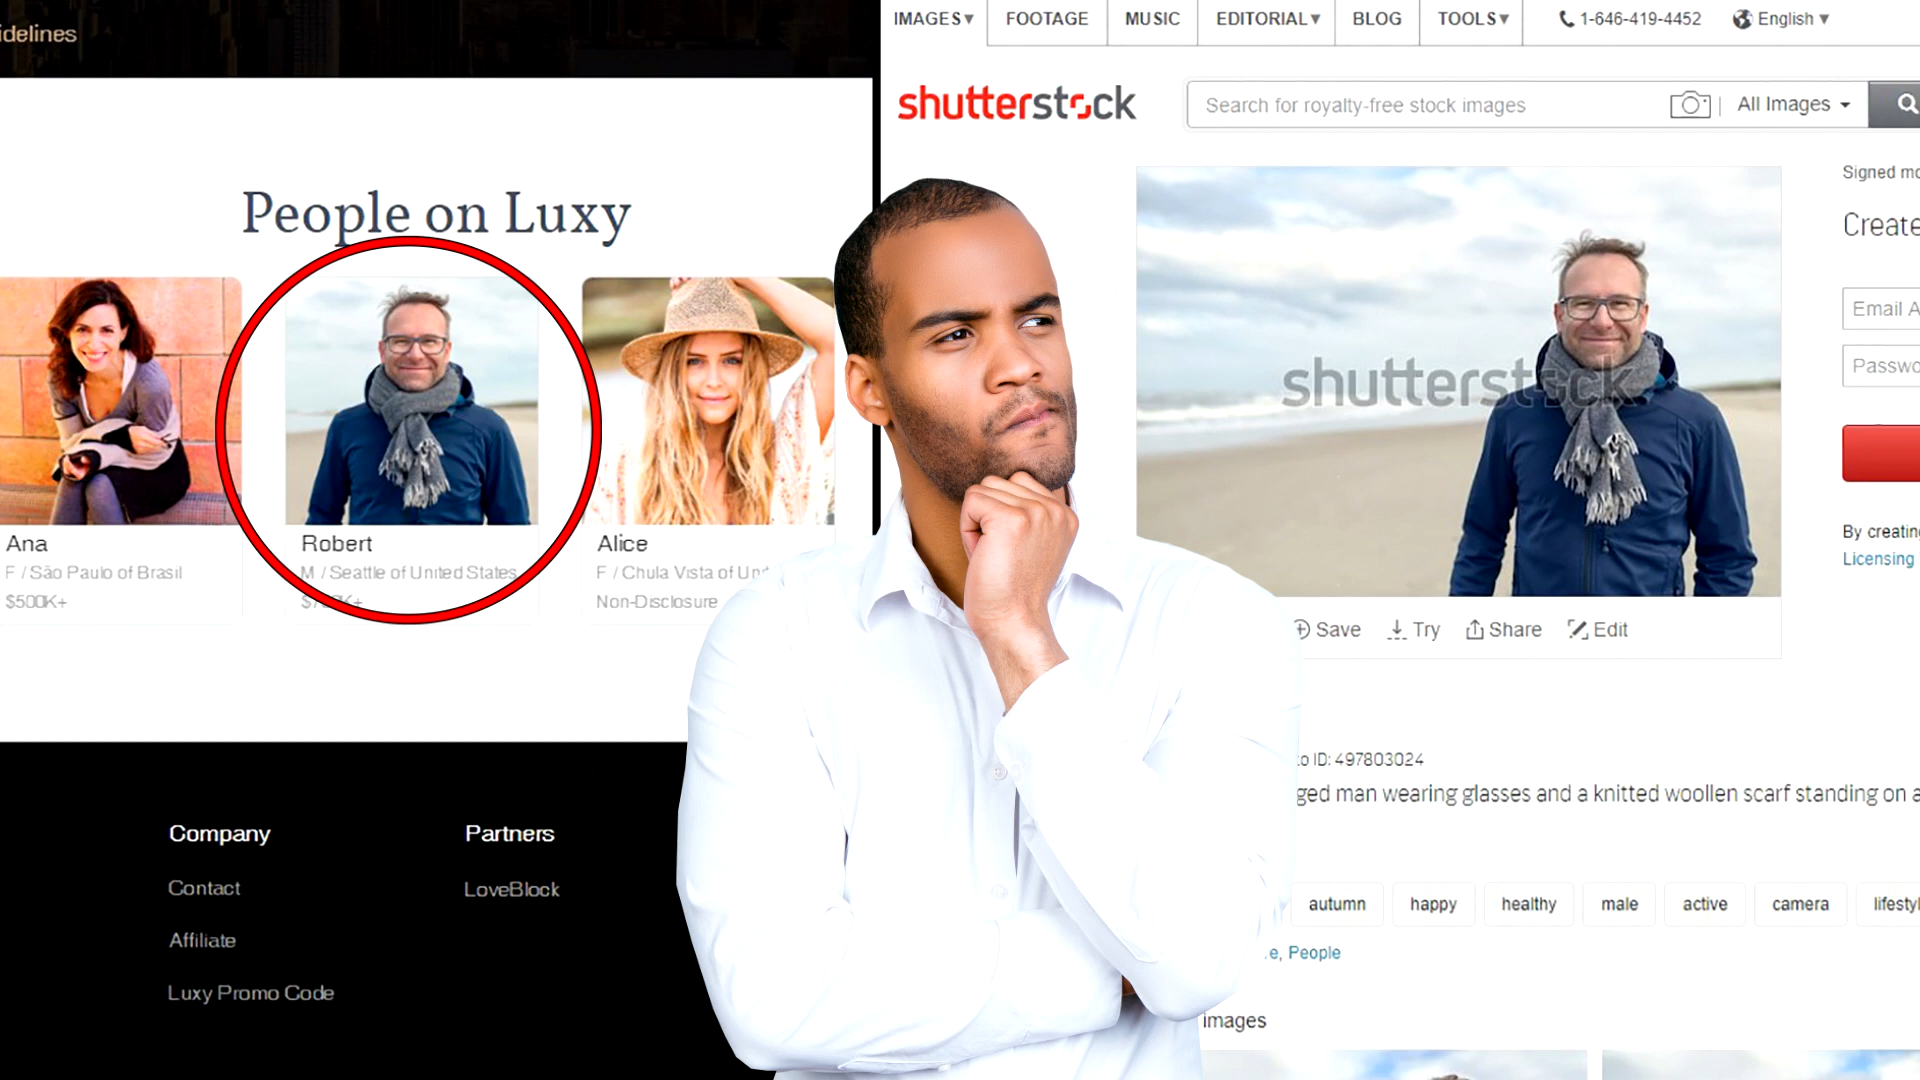 idelines
People on Luxy
Ana
F / São Paulo of Brasil
$500K+
Robert
M / Seattle of United States
Alice
F / Chula Vista of
Non-Disclosure
Company
Contact
Affiliate
Luxy Promo Code
Partners
LoveBlock
IMAGES▾ FOOTAGE MUSIC EDITORIAL▾ BLOG TOOLS▾ 1-646-419-4452 English ▾
shutterstock
Search for royalty-free stock images All Images
shutterstock
Save Try Share Edit
Signed
Create
Email
By
Licensing
ID: 497803024
ged man wearing glasses and a knitted woollen scarf standing on
autumn happy healthy male active camera lifestyl
e, People
images